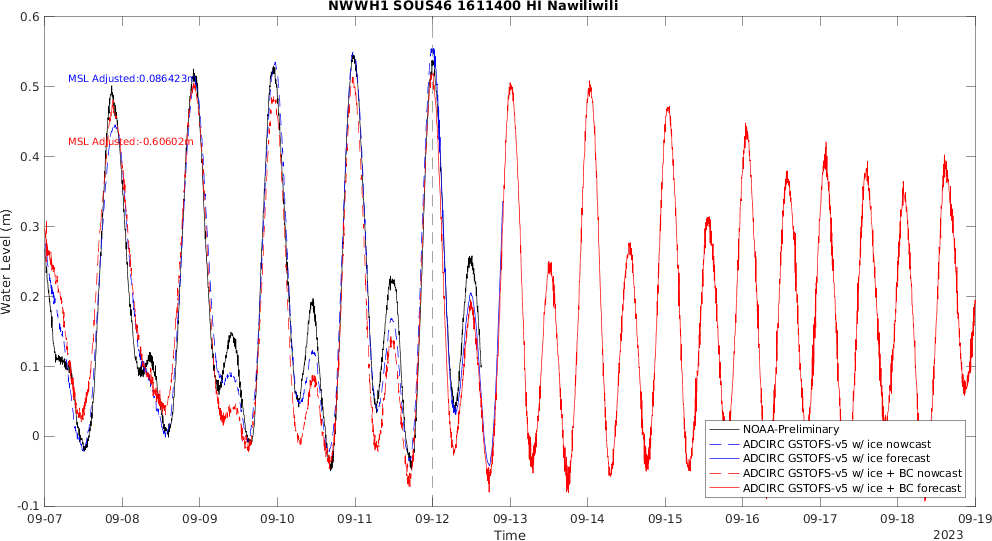 NWWH1 SOUS46 1611400 HI Nawiliwili
0.6
0.5
0.4
0.3
0.2
0.1
0
-0.1
Water Level (m)
MSL Adjusted:0.086423m
MSL Adjusted:-0.60602m
NOAA-Preliminary
ADCIRC GSTOFS-v5 w/ ice nowcast
ADCIRC GSTOFS-v5 w/ ice forecast
ADCIRC GSTOFS-v5 w/ ice + BC nowcast
ADCIRC GSTOFS-v5 w/ ice + BC forecast
09-07 09-08 09-09 09-10 09-11 09-12 09-13 09-14 09-15 09-16 09-17 09-18 09-19
Time
2023